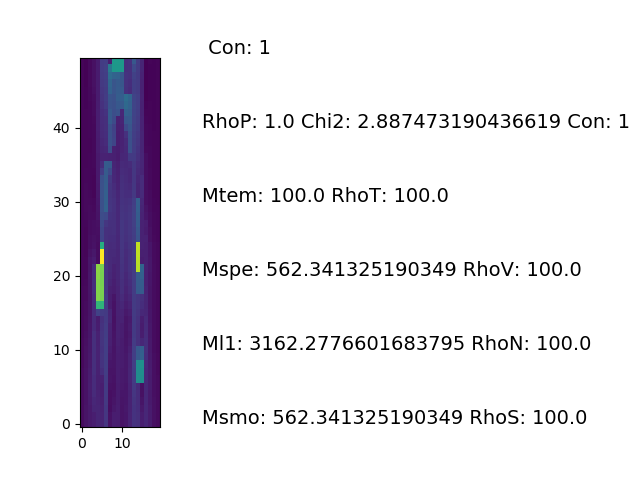 Con: 1
RhoP: 1.0 Chi2: 2.887473190436619 Con: 1
40
Mtem: 100.0 RhoT: 100.0
30
Mspe: 562.341325190349 RhoV: 100.0
20
Ml1: 3162.2776601683795 RhoN: 100.0
10
Msmo: 562.341325190349 RhoS: 100.0
0
0 10